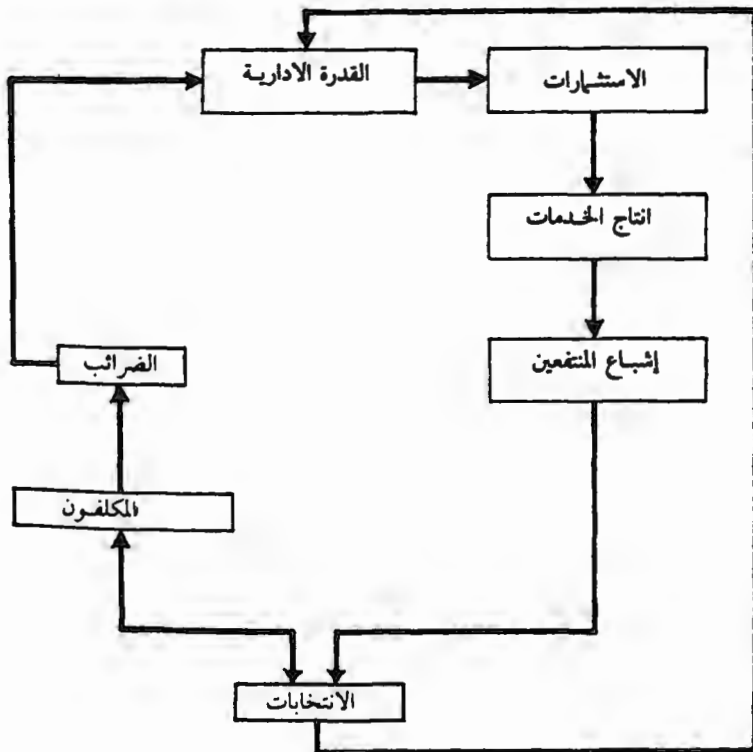 القدرة الادارية
الاستثمارات
انتاج الخدمات
إشباع المنتفعين
الضرائب
المكلفون
الانتخابات